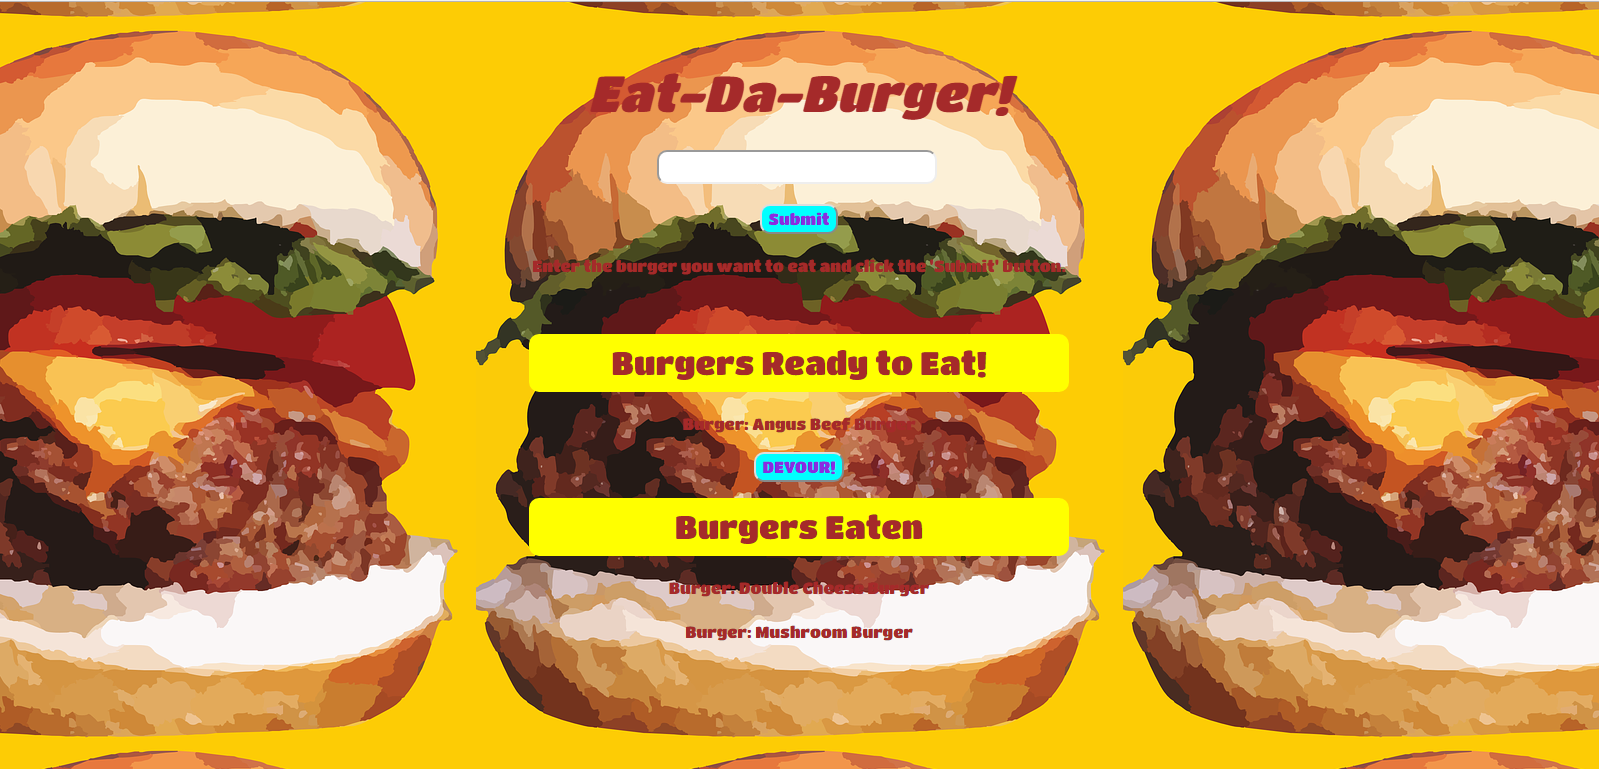 Eat-Da-Burger!
Submit
Enter the burger you want to eat and click the 'Submit' button.
Burgers Ready to Eat!
Burger: Angus Beef Burger
DEVOUR!
Burgers Eaten
Burger: Double Cheese Burger
Burger: Mushroom Burger